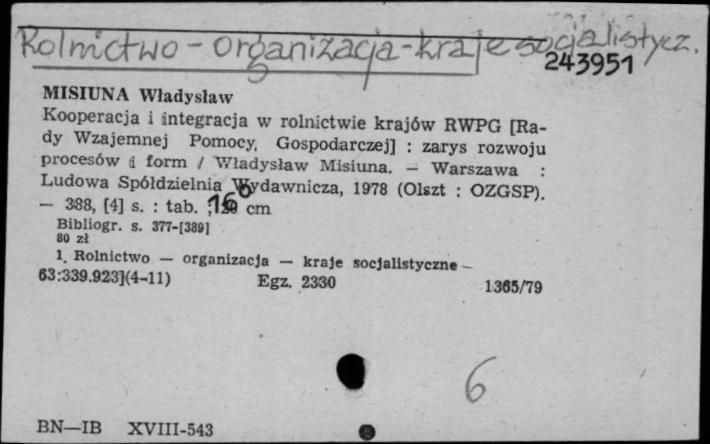 Rolnictwo - organizacja - kraje socjalistycz.
243951
MISIUNA Władysław
Kooperacja i integracja w rolnictwie krajów RWPG [Ra-
dy Wzajemnej Pomocy, Gospodarczej] : zarys rozwoju
procesów i form / Władysław Misiuna. — Warszawa :
Ludowa Spółdzielnia Wydawnicza, 1978 (Olszt : OZGSP).
— 388, [4] s. : tab. ; 160 cm
Bibliogr. s. 377-[389]
80 zł
1. Rolnictwo — organizacja — kraje socjalistyczne —
63:339.923](4-11) Egz. 2330 1365/79
6
BN—IB XVIII-543